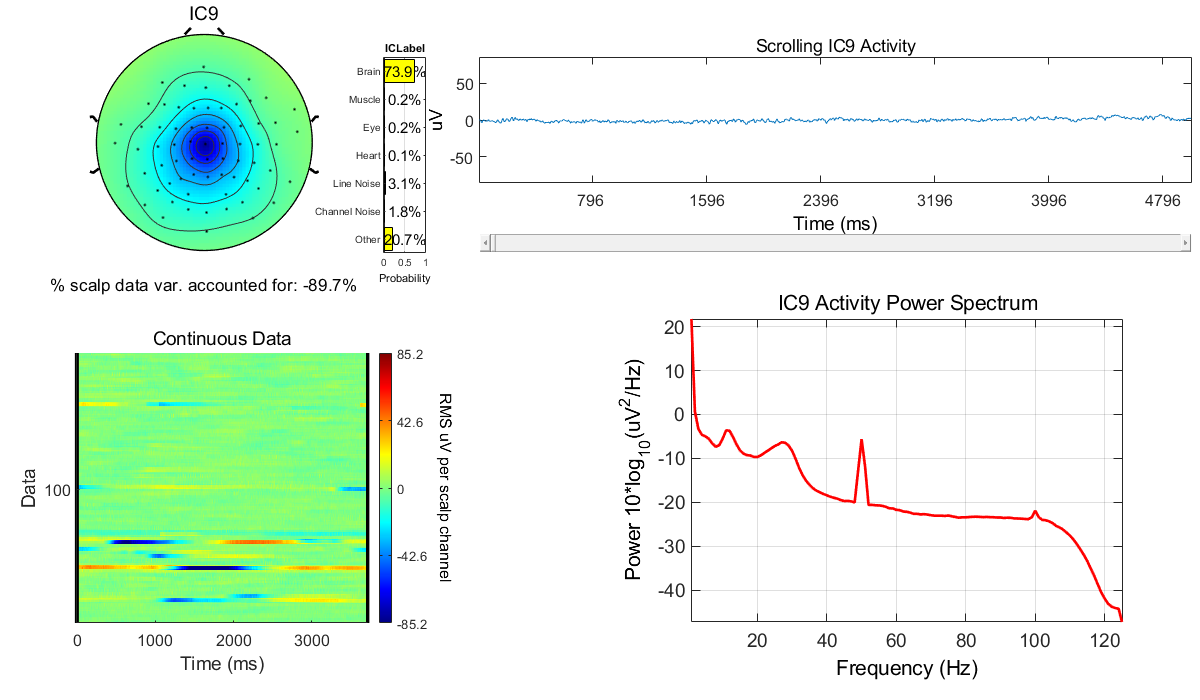 IC9
ICLabel
Brain 73.9%
Muscle 0.2%
Eye 0.2%
Heart 0.1%
Line Noise 3.1%
Channel Noise 1.8%
Other 20.7%
0 0.5 1
Probability
% scalp data var. accounted for: -89.7%
Scrolling IC9 Activity
uV
50
0
-50
796 1596 2396 3196 3996 4796
Time (ms)
Continuous Data
Data
100
0 1000 2000 3000
Time (ms)
85.2
42.6
0
-42.6
-85.2
RMS uV per scalp channel
IC9 Activity Power Spectrum
Power 10*log10(uV2/Hz)
20
10
0
-10
-20
-30
-40
20 40 60 80 100 120
Frequency (Hz)